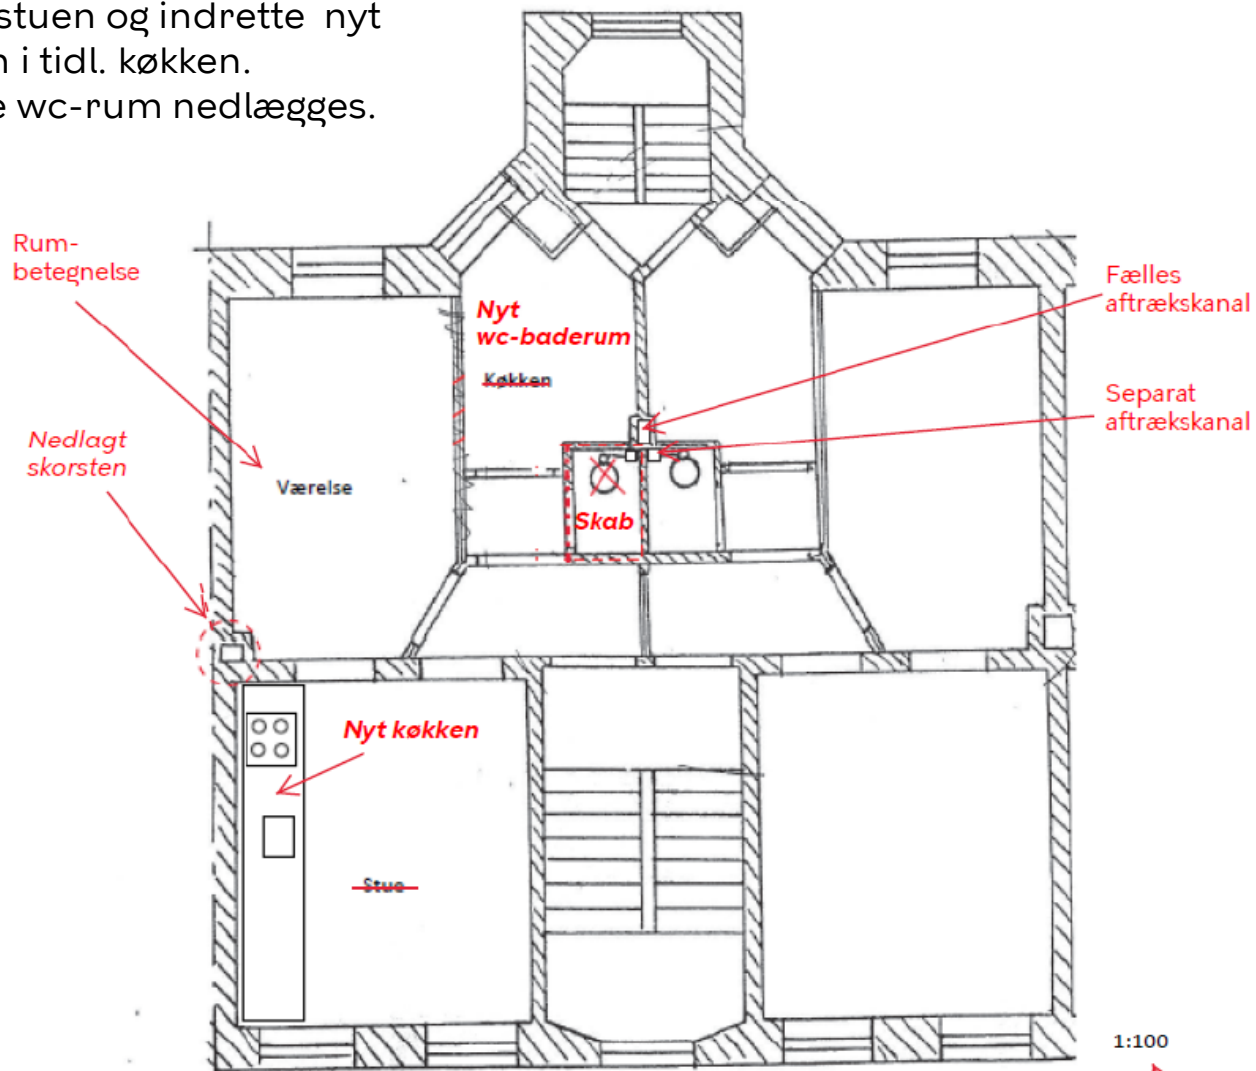 stuen og indrette nyt
i tidl. køkken.
wc-rum nedlægges.
Rum-
betegnelse
Fælles
aftrækskanal
Nyt
wc-baderum
Køkken
Separat
aftrækskanal
Nedlagt
skorsten
Værelse
Skab
Nyt køkken
Stue
1:100